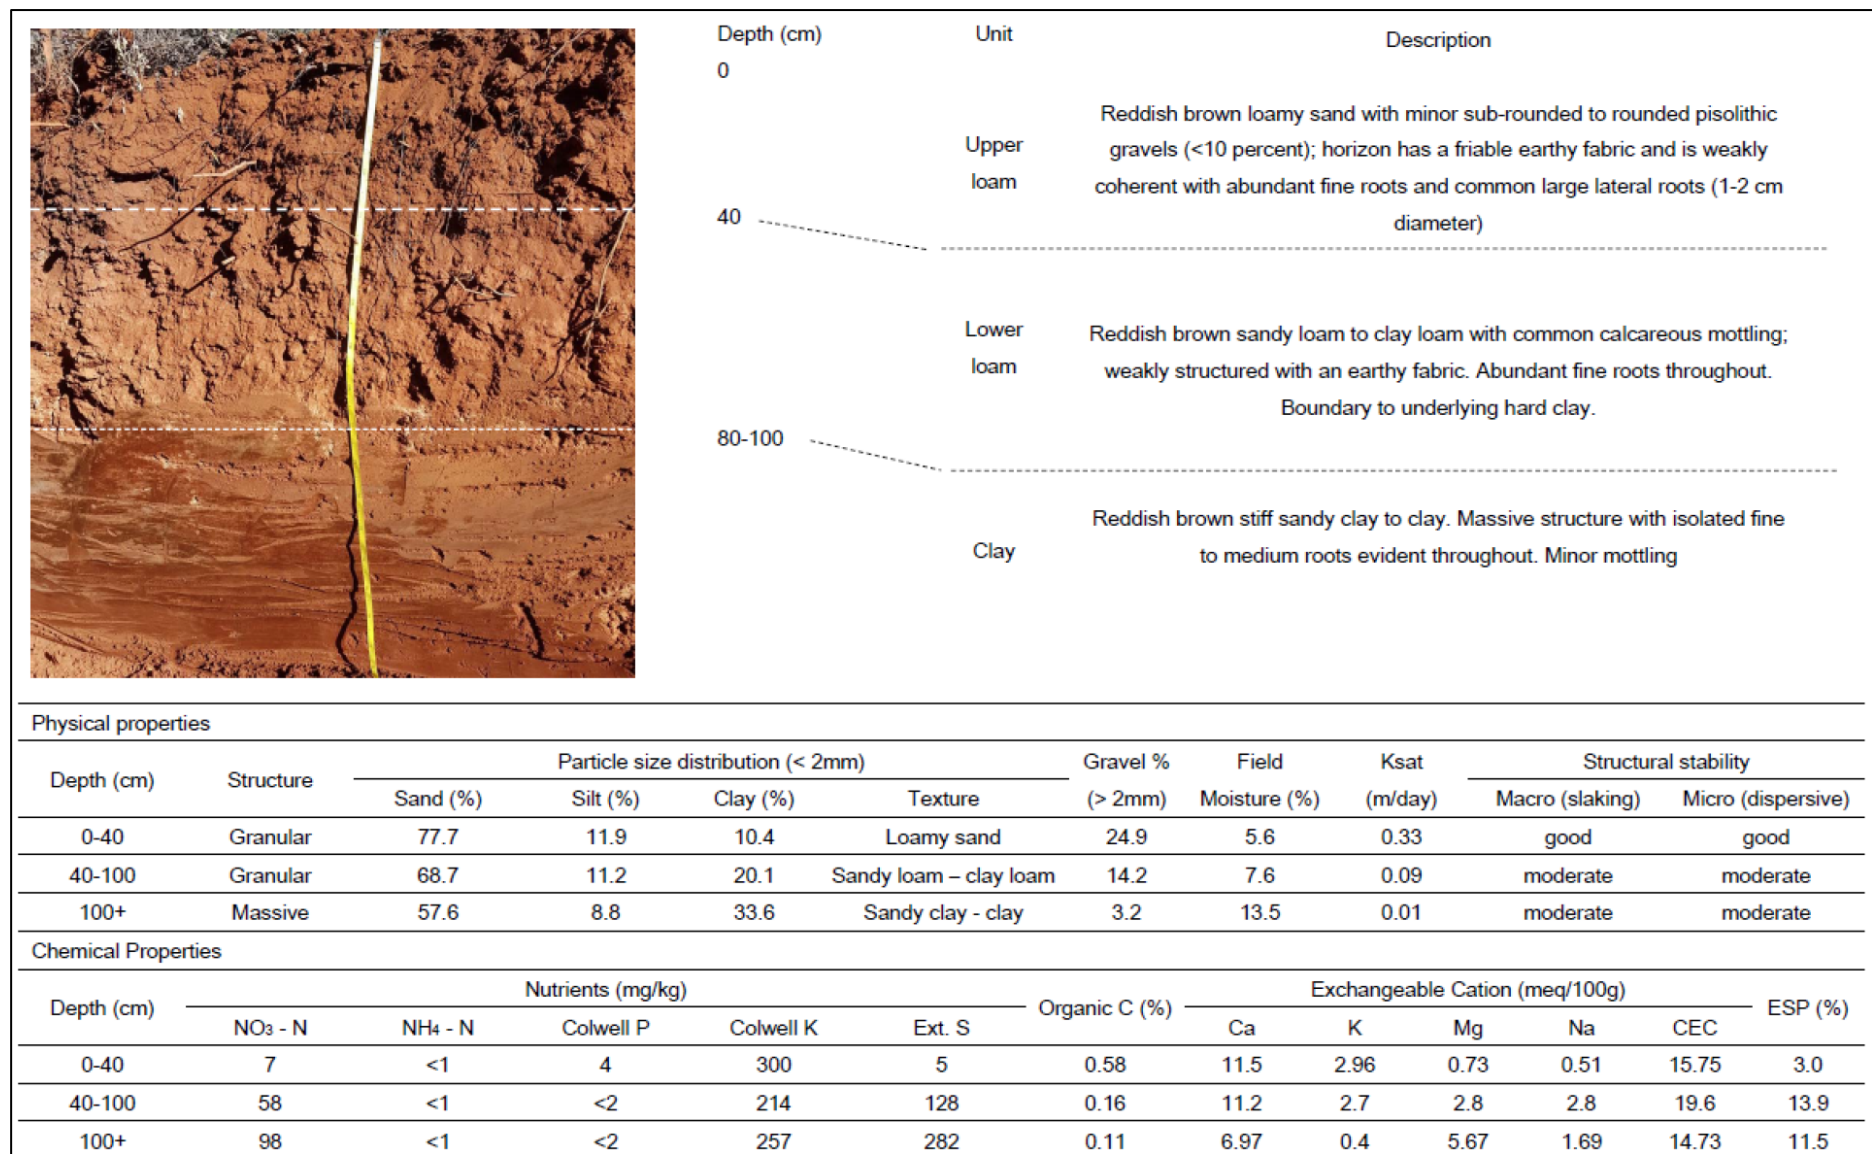 Depth (cm) Unit Description
0
Upper loam
Reddish brown loamy sand with minor sub-rounded to rounded pisolithic
gravels (<10 percent); horizon has a friable earthy fabric and is weakly
coherent with abundant fine roots and common large lateral roots (1-2 cm
diameter)
40
Lower loam
Reddish brown sandy loam to clay loam with common calcareous mottling;
weakly structured with an earthy fabric. Abundant fine roots throughout.
Boundary to underlying hard clay.
80-100
Clay
Reddish brown stiff sandy clay to clay. Massive structure with isolated fine
to medium roots evident throughout. Minor mottling
Physical properties
Depth (cm) Structure Particle size distribution (< 2mm) Gravel % Field Ksat Structural stability
Sand (%) Silt (%) Clay (%) Texture (> 2mm) Moisture (%) (m/day) Macro (slaking) Micro (dispersive)
0-40 Granular 77.7 11.9 10.4 Loamy sand 24.9 5.6 0.33 good good
40-100 Granular 68.7 11.2 20.1 Sandy loam – clay loam 14.2 7.6 0.09 moderate moderate
100+ Massive 57.6 8.8 33.6 Sandy clay - clay 3.2 13.5 0.01 moderate moderate
Chemical Properties
Depth (cm) Nutrients (mg/kg) Organic C (%) Exchangeable Cation (meq/100g) ESP (%)
NO₃ - N NH₄ - N Colwell P Colwell K Ext. S Ca K Mg Na CEC
0-40 7 <1 4 300 5 0.58 11.5 2.96 0.73 0.51 15.75 3.0
40-100 58 <1 <2 214 128 0.16 11.2 2.7 2.8 2.8 19.6 13.9
100+ 98 <1 <2 257 282 0.11 6.97 0.4 5.67 1.69 14.73 11.5